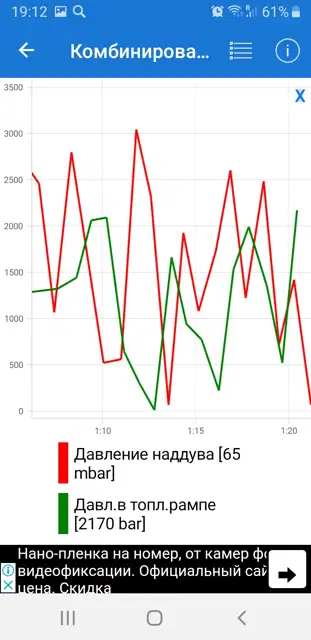 19:12 61%
Комбинирова...
3500
X
3000
2500
2000
1500
1000
500
0
1:10 1:15 1:20
Давление наддува [65
mbar]
Давл.в топл.рампе
[2170 bar]
Нано-пленка на номер, от камер фо
видеофиксации. Официальный сай
цена. Скидка